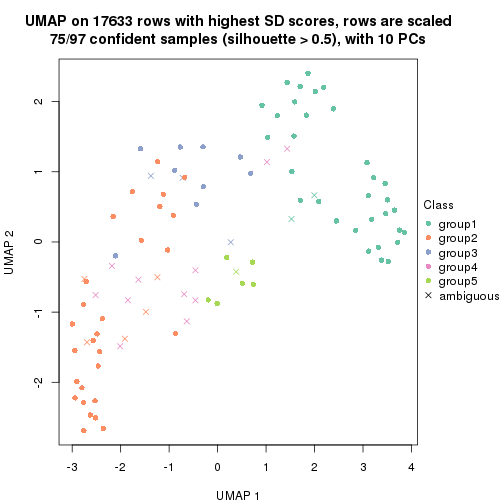 UMAP on 17633 rows with highest SD scores, rows are scaled
75/97 confident samples (silhouette > 0.5), with 10 PCs
UMAP 2
2
1
0
-1
-2
-3
-2
-1
0
1
2
3
4
UMAP 1
Class
group1
group2
group3
group4
group5
ambiguous